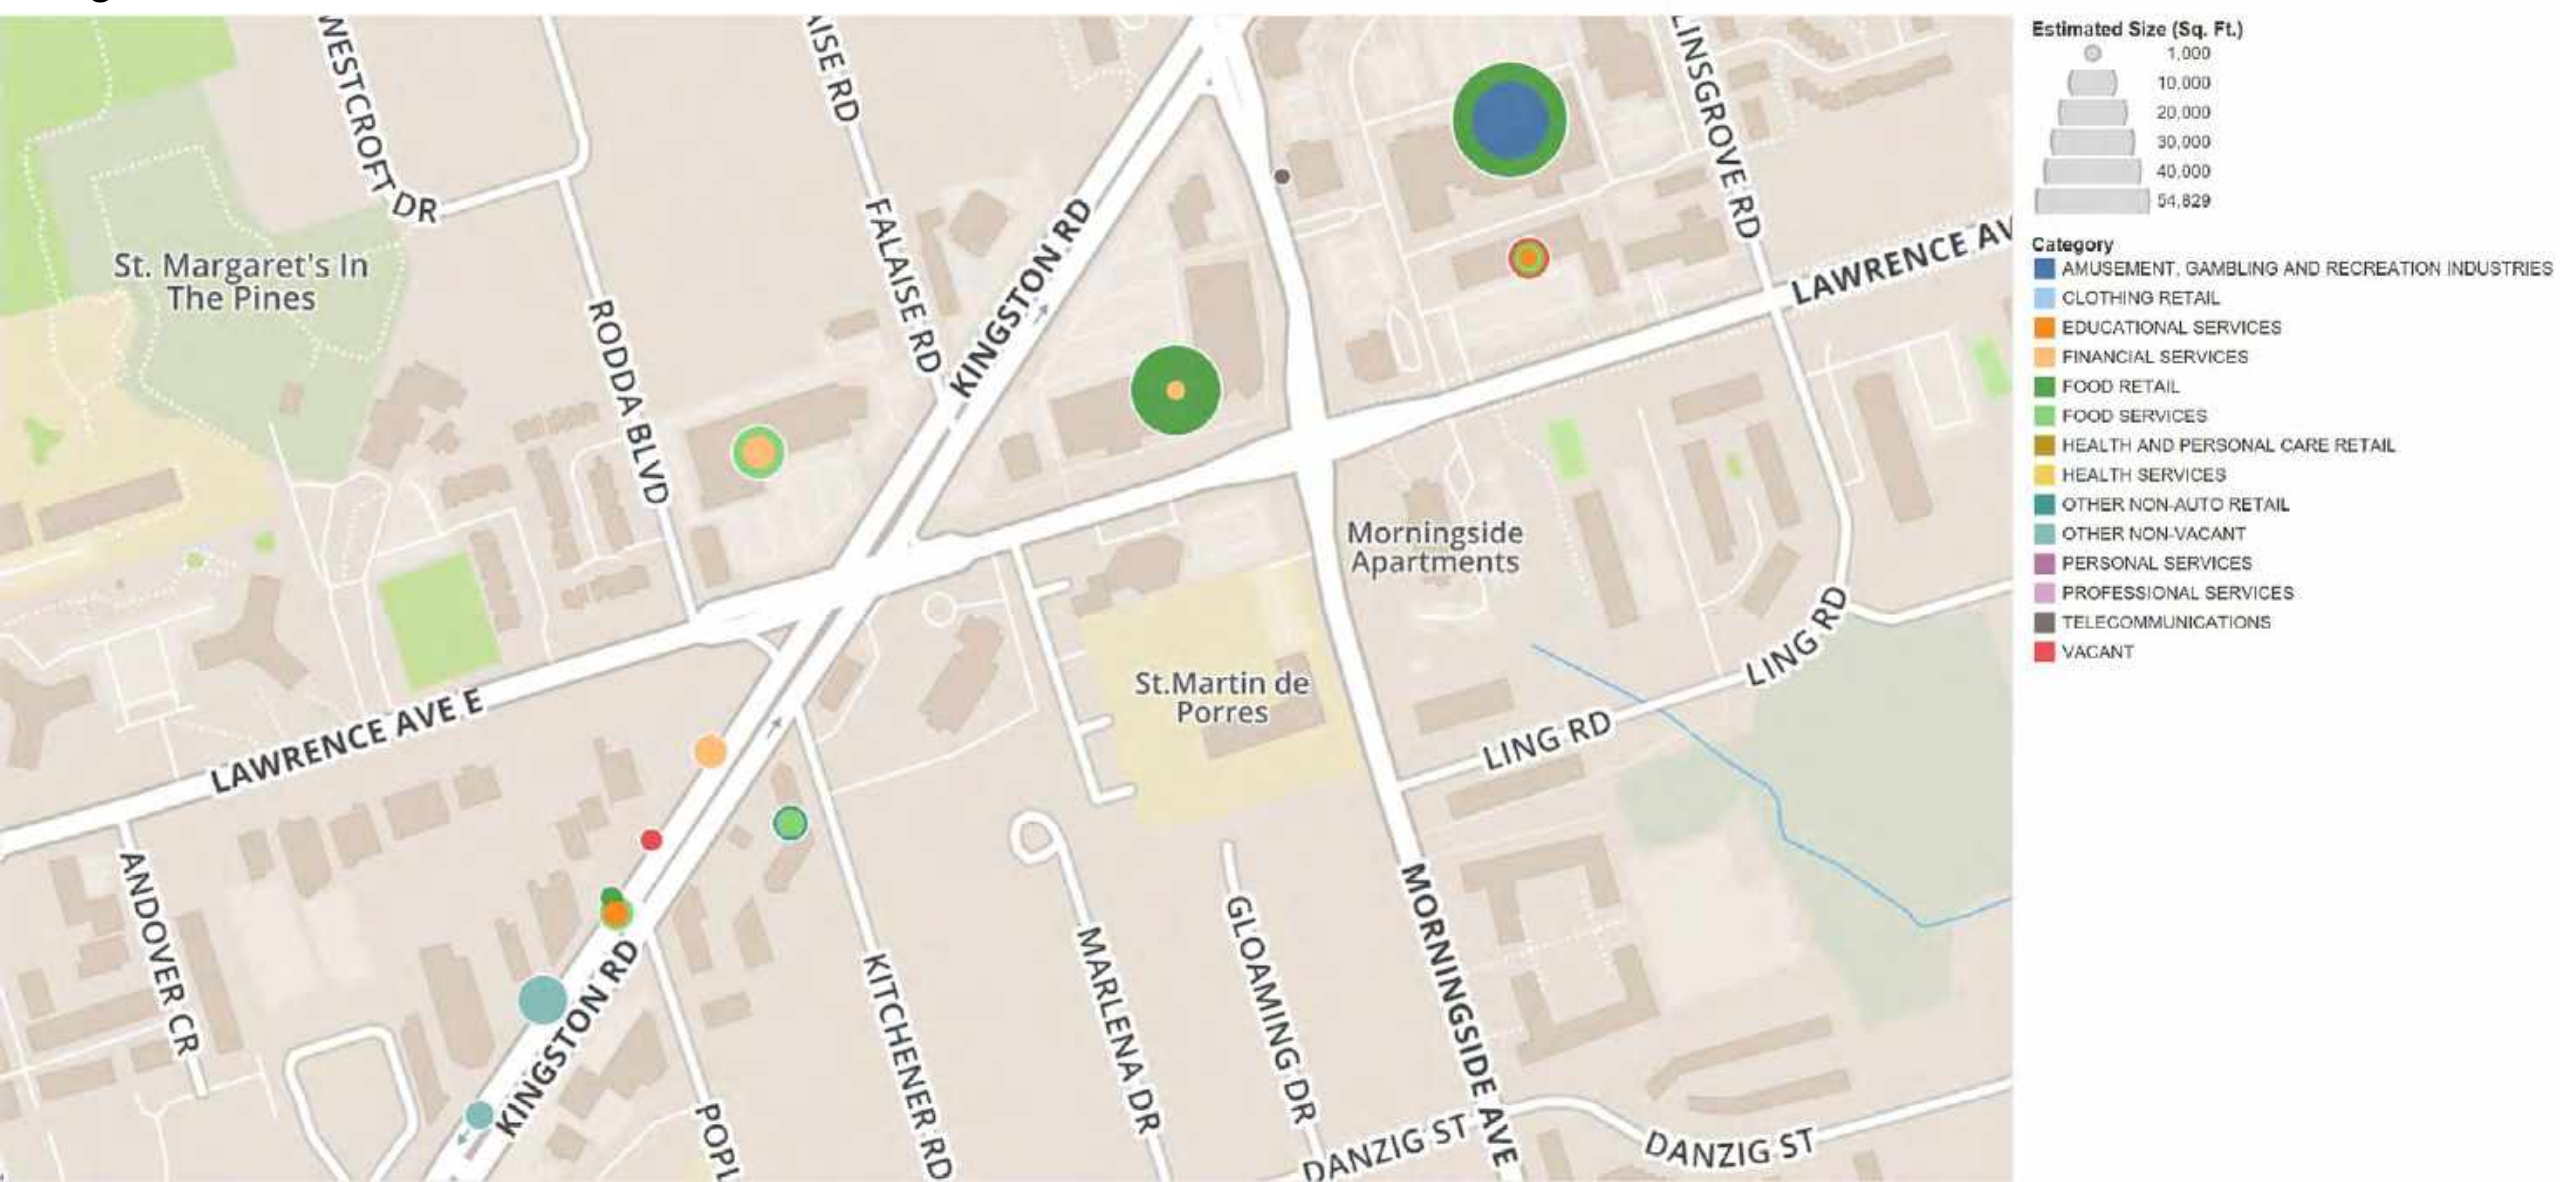 WESTCROFT DR
AISE RD
FALAISE RD
KINGSTON RD
LINSGROVE RD
LAWRENCE AV
St. Margaret's In
The Pines
RODDA BLVD
Morningside
Apartments
LING RD
St.Martin de
Porres
LING RD
LAWRENCE AVE E
ANDOVER CR
KINGSTON RD
KITCHENER RD
MARLENA DR
GLOAMING DR
MORNINGSIDE AVE
POPL
DANZIG ST
DANZIG ST
Estimated Size (Sq. Ft.)
1,000
10,000
20,000
30,000
40,000
54,829
Category
AMUSEMENT, GAMBLING AND RECREATION INDUSTRIES
CLOTHING RETAIL
EDUCATIONAL SERVICES
FINANCIAL SERVICES
FOOD RETAIL
FOOD SERVICES
HEALTH AND PERSONAL CARE RETAIL
HEALTH SERVICES
OTHER NON-AUTO RETAIL
OTHER NON-VACANT
PERSONAL SERVICES
PROFESSIONAL SERVICES
TELECOMMUNICATIONS
VACANT